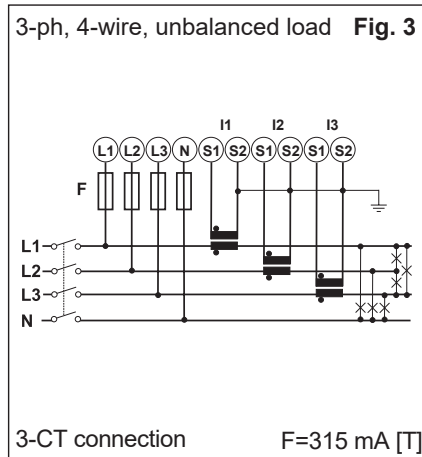 3-ph, 4-wire, unbalanced load Fig. 3
I1 I2 I3
L1 L2 L3 N S1 S2 S1 S2 S1 S2
F
L1
L2
L3
N
3-CT connection F=315 mA [T]